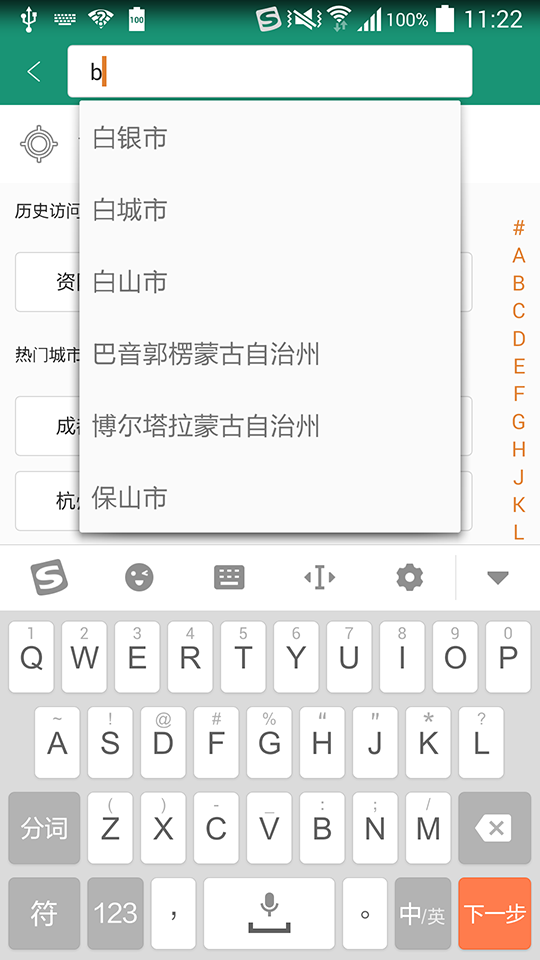 100
100% 11:22
b
白银市
白城市
历史访问
白山市
资
巴音郭楞蒙古自治州
热门城市
博尔塔拉蒙古自治州
成都
保山市
杭州
#
A
B
C
D
E
F
G
H
J
K
L
S
1 2 3 4 5 6 7 8 9 0
Q W E R T Y U I O P
~ ! @ # % “ " * ?
A S D F G H J K L
( ) - _ : ; /
分词 Z X C V B N M
符 123 , 。 中/英 下一步